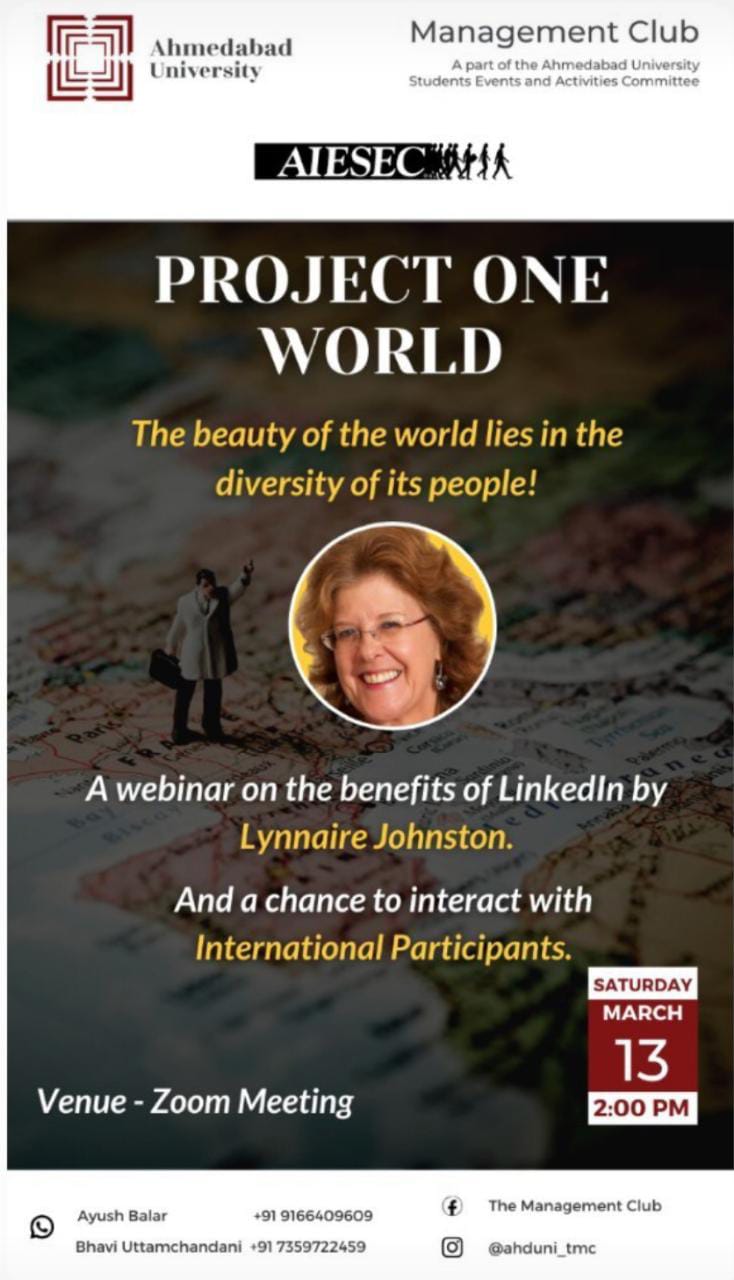 Ahmedabad
University
Management Club
A part of the Ahmedabad University
Students Events and Activities Committee
AIESEC
PROJECT ONE
WORLD
The beauty of the world lies in the
diversity of its people!
A webinar on the benefits of LinkedIn by
Lynnaire Johnston.
And a chance to interact with
International Participants.
SATURDAY
MARCH
13
2:00 PM
Venue - Zoom Meeting
Ayush Balar +91 9166409609
Bhavi Uttamchandani +91 7359722459
The Management Club
@ahduni_tmc